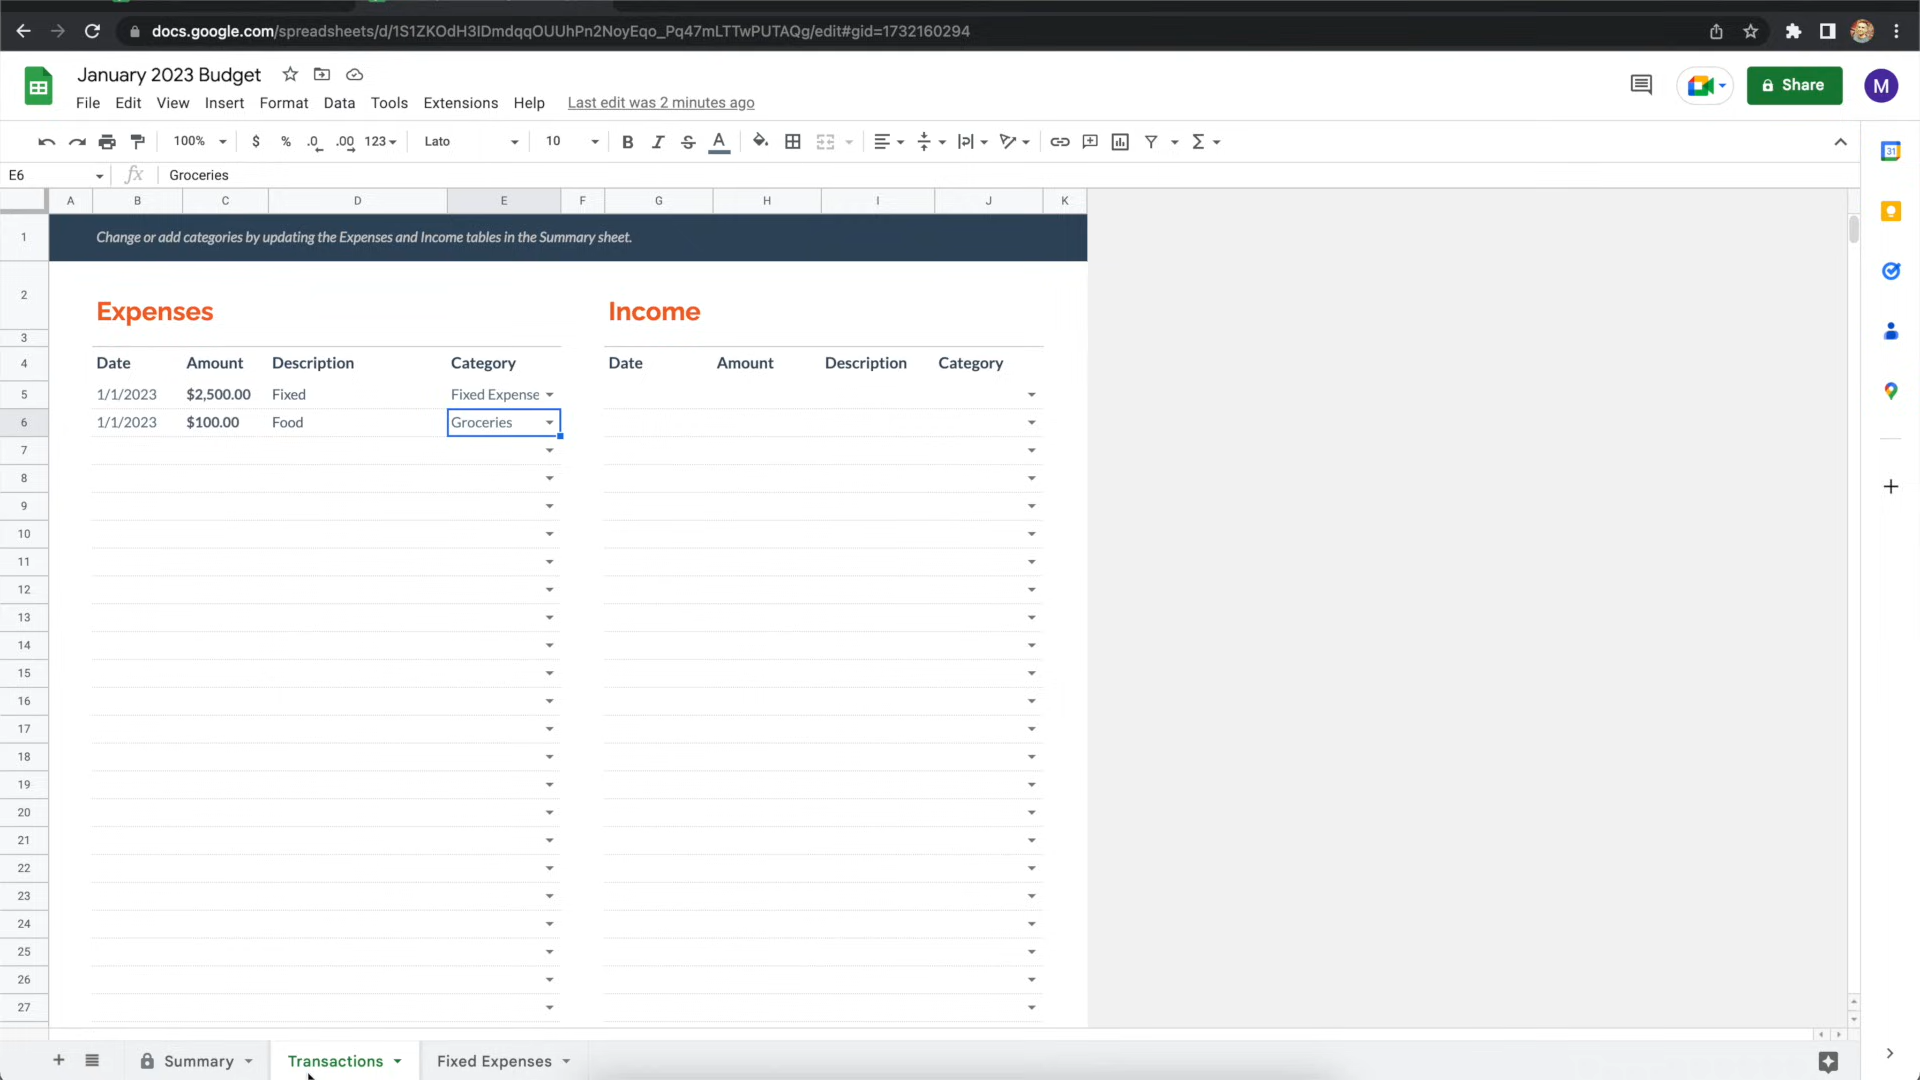 docs.google.com/spreadsheets/d/1S1ZKOdH3IDmdqqOUUhPn2NoyEqo_Pq47mLTTwPUTAQg/edit#gid=1732160294
January 2023 Budget
File Edit View Insert Format Data Tools Extensions Help Last edit was 2 minutes ago
Share
M
100% $ % .0 .00 123 Lato 10 B I S A Σ
31
E6 fx Groceries
A B C D E F G H I J K
1 Change or add categories by updating the Expenses and Income tables in the Summary sheet.
2 Expenses Income
3
4 Date Amount Description Category Date Amount Description Category
5 1/1/2023 $2,500.00 Fixed Fixed Expense
6 1/1/2023 $100.00 Food Groceries
7
8
9
10
11
12
13
14
15
16
17
18
19
20
21
22
23
24
25
26
27
Summary Transactions Fixed Expenses